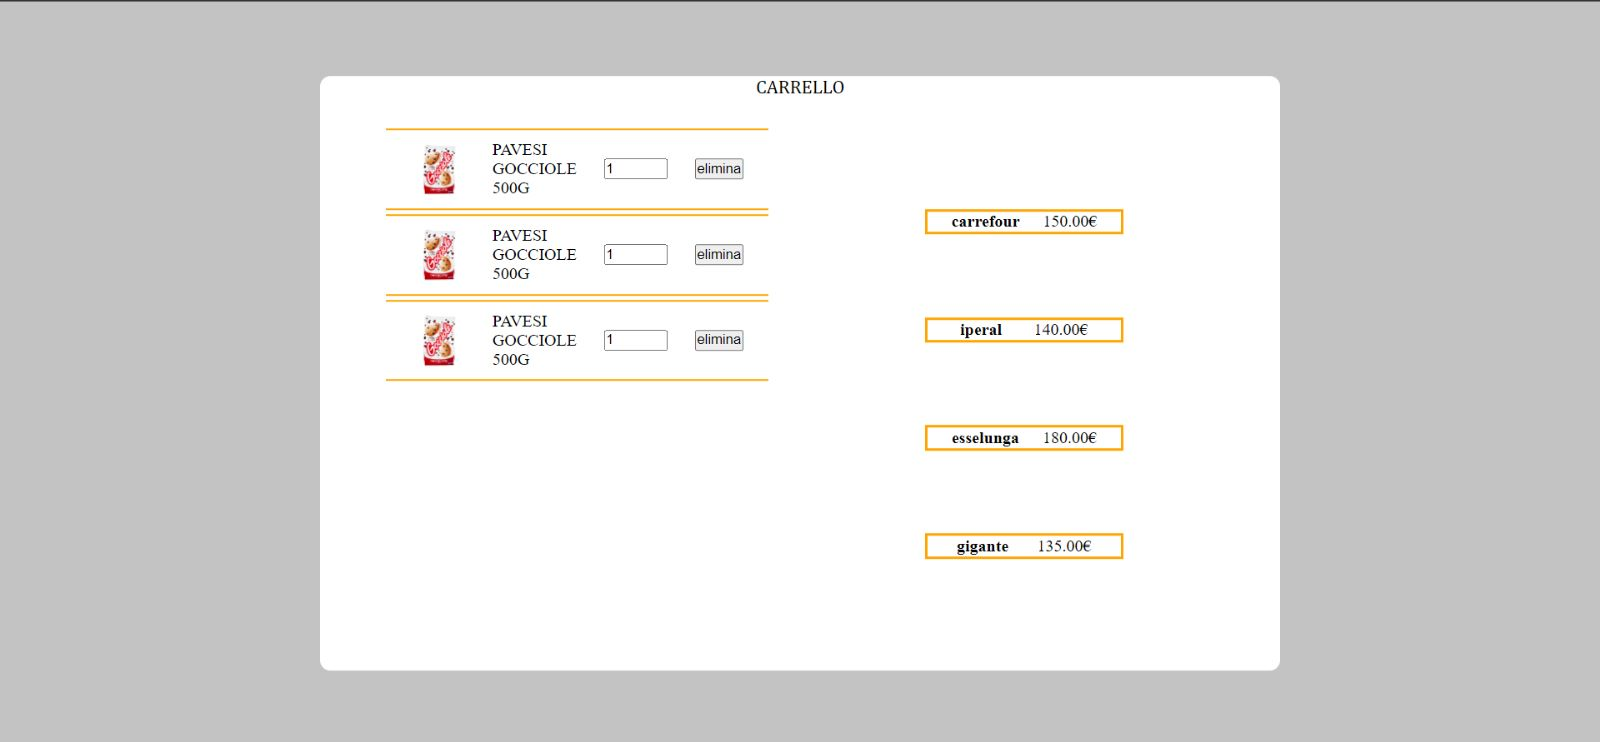 CARRELLO
PAVESI
GOCCIOLE
500G
1
elimina
PAVESI
GOCCIOLE
500G
1
elimina
PAVESI
GOCCIOLE
500G
1
elimina
carrefour 150.00€
iperal 140.00€
esselunga 180.00€
gigante 135.00€